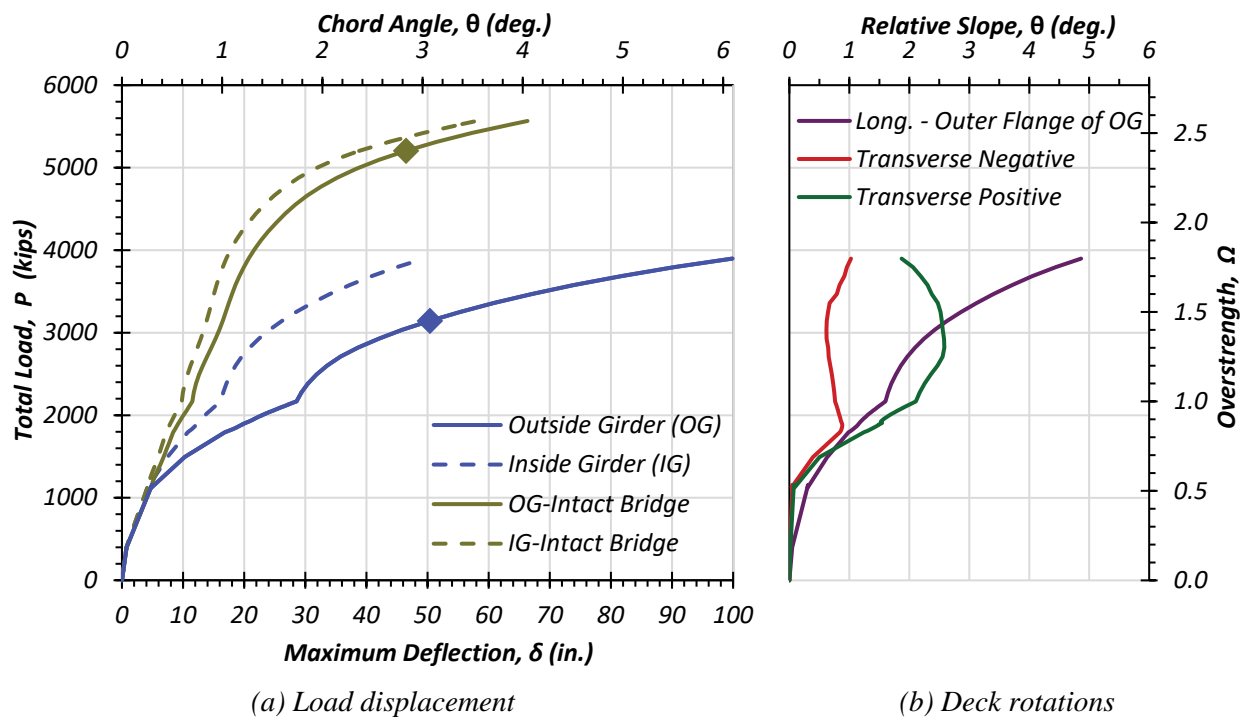 Chord Angle, θ (deg.)
0 1 2 3 4 5 6
6000
5000
4000
3000
2000
1000
0
Total Load, P (kips)
Outside Girder (OG)
Inside Girder (IG)
OG-Intact Bridge
IG-Intact Bridge
0 10 20 30 40 50 60 70 80 90 100
Maximum Deflection, δ (in.)
(a) Load displacement
Relative Slope, θ (deg.)
0 1 2 3 4 5 6
Long. - Outer Flange of OG
Transverse Negative
Transverse Positive
2.5
2.0
1.5
1.0
0.5
0.0
Overstrength, Ω
(b) Deck rotations